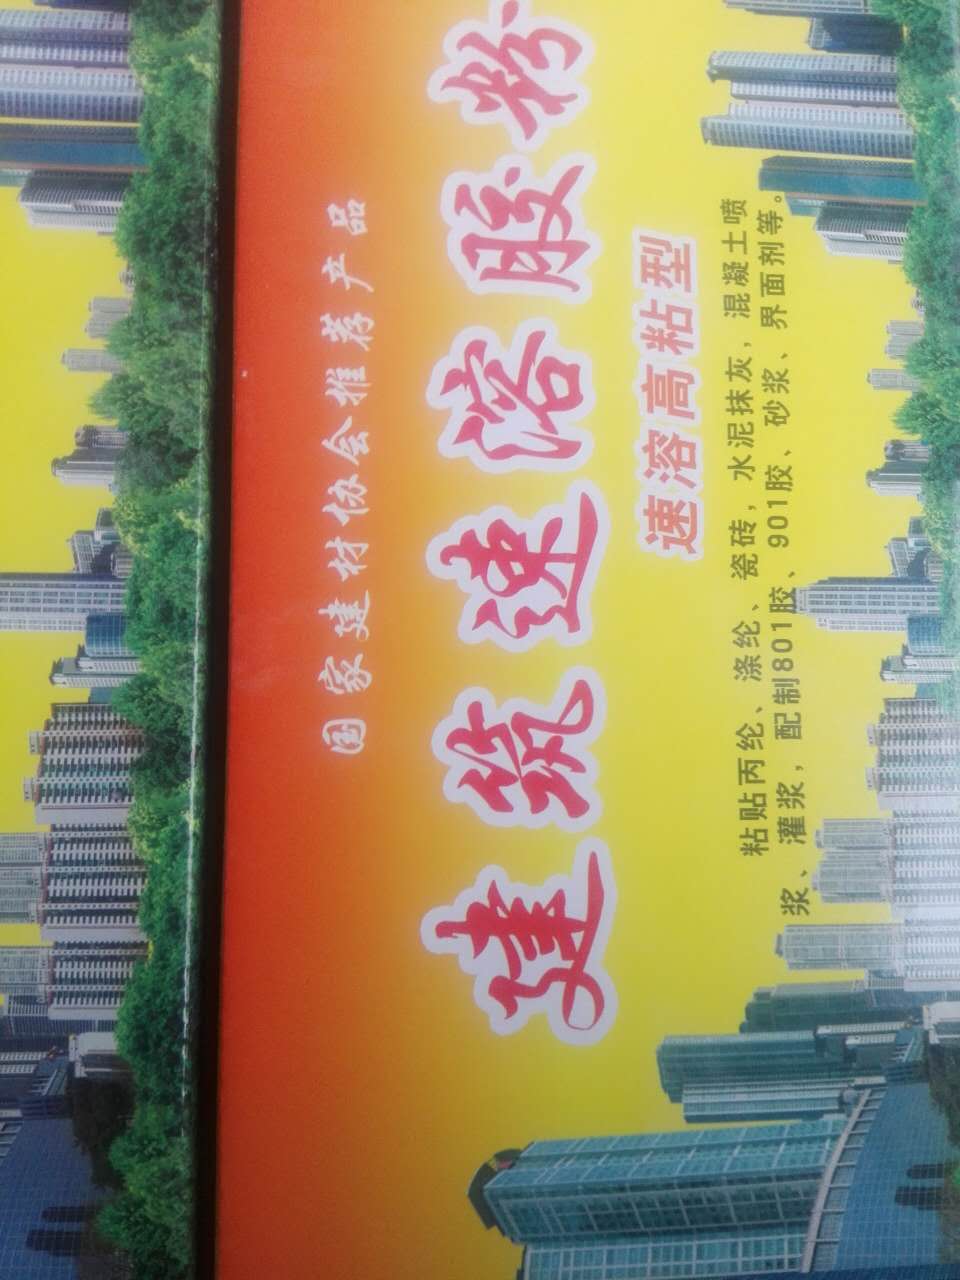 国家建材协会推荐产品
建筑速溶胶粉
速溶高粘型
粘贴丙纶、涤纶、瓷砖，水泥抹灰，混凝土喷
浆、灌浆，配制801胶、901胶、砂浆、界面剂等。